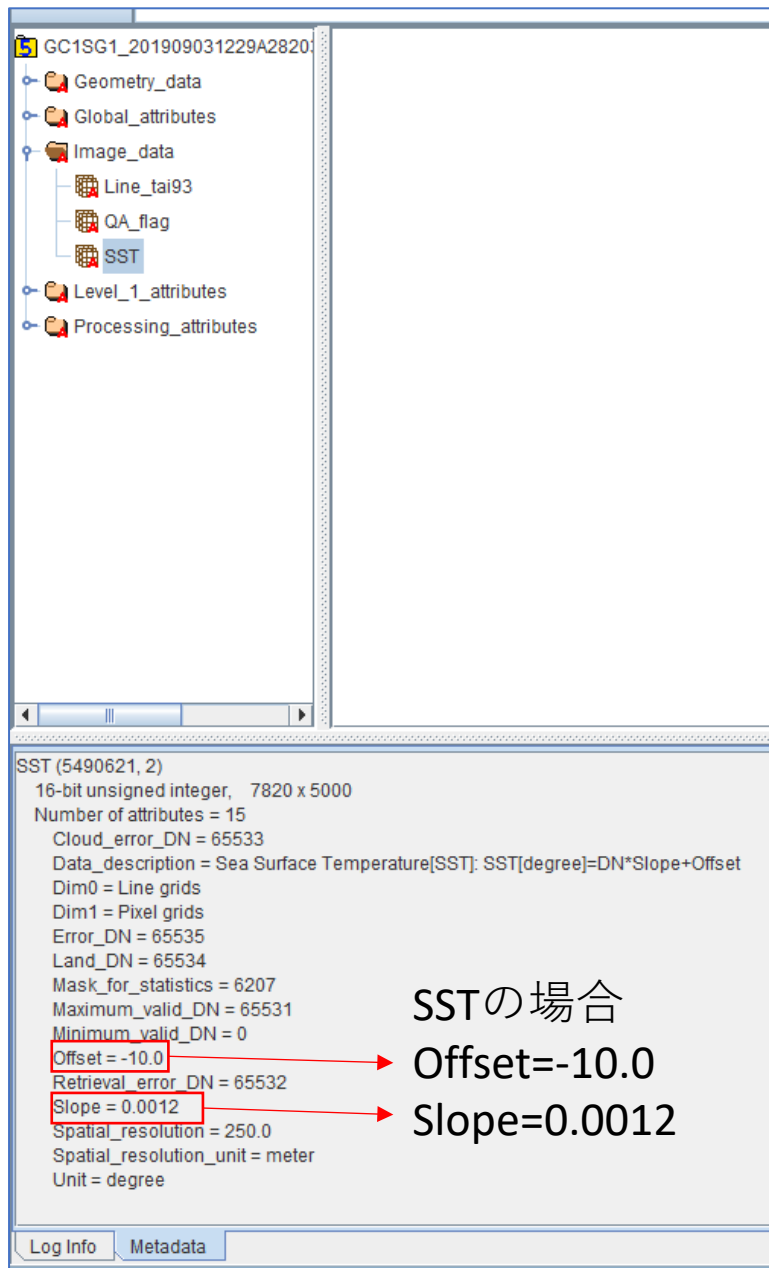 GC1SG1_201909031229A2820
Geometry_data
Global_attributes
Image_data
Line_tai93
QA_flag
SST
Level_1_attributes
Processing_attributes
SST (5490621, 2)
16-bit unsigned integer, 7820 x 5000
Number of attributes = 15
Cloud_error_DN = 65533
Data_description = Sea Surface Temperature[SST]: SST[degree]=DN*Slope+Offset
Dim0 = Line grids
Dim1 = Pixel grids
Error_DN = 65535
Land_DN = 65534
Mask_for_statistics = 6207
Maximum_valid_DN = 65531
Minimum_valid_DN = 0
Offset = -10.0
Retrieval_error_DN = 65532
Slope = 0.0012
Spatial_resolution = 250.0
Spatial_resolution_unit = meter
Unit = degree
SSTの場合
Offset=-10.0
Slope=0.0012
Log Info
Metadata